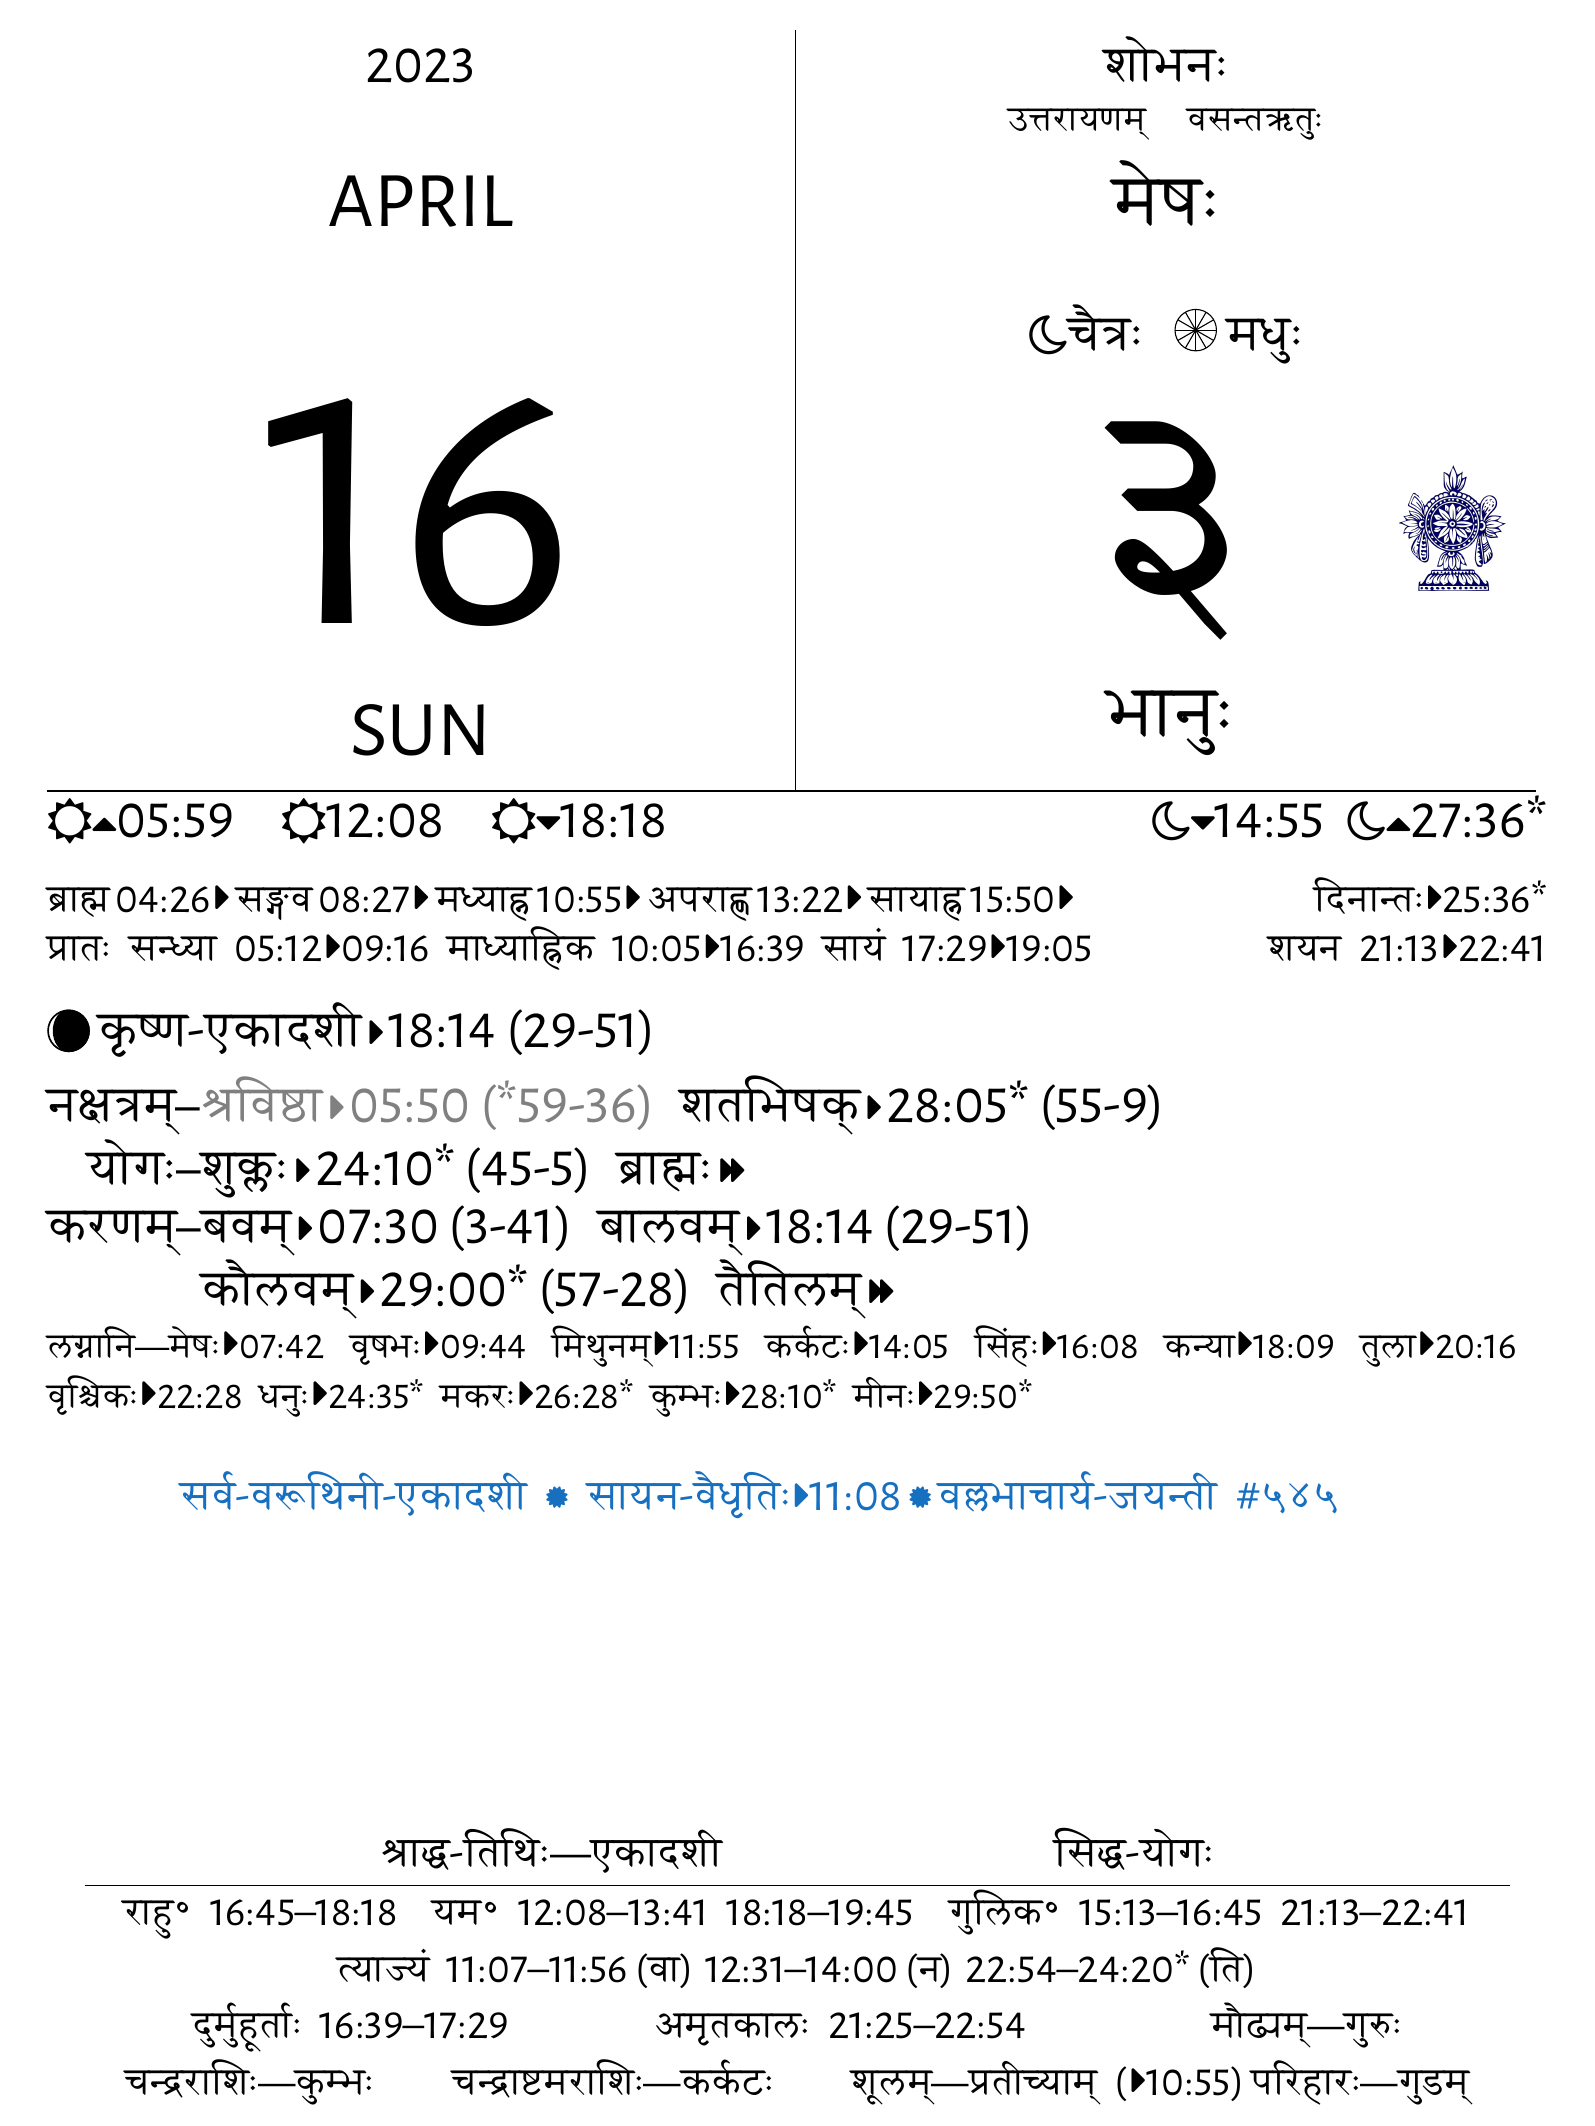 2023
APRIL
16
SUN
शोभनः
उत्तरायणम् वसन्तऋतुः
मेषः
चैत्रः मधुः
३
भानुः
05:59 12:08 18:18 14:55 27:36*
ब्राह्म 04:26 सङ्गव 08:27 मध्याह्न 10:55 अपराह्ण 13:22 सायाह्न 15:50 दिनान्तः 25:36*
प्रातः सन्ध्या 05:12 09:16 माध्याह्निक 10:05 16:39 सायं 17:29 19:05 शयन 21:13 22:41
कृष्ण-एकादशी 18:14 (29-51)
नक्षत्रम्–श्रविष्ठा 05:50 (*59-36) शतभिषक् 28:05* (55-9)
योगः–शुक्लः 24:10* (45-5) ब्राह्मः
करणम्–बवम् 07:30 (3-41) बालवम् 18:14 (29-51)
कौलवम् 29:00* (57-28) तैतिलम्
लग्नानि—मेषः 07:42 वृषभः 09:44 मिथुनम् 11:55 कर्कटः 14:05 सिंहः 16:08 कन्या 18:09 तुला 20:16
वृश्चिकः 22:28 धनुः 24:35* मकरः 26:28* कुम्भः 28:10* मीनः 29:50*
सर्व-वरूथिनी-एकादशी ✹ सायन-वैधृतिः 11:08 ✹ वल्लभाचार्य-जयन्ती #५४५
श्राद्ध-तिथिः—एकादशी सिद्ध-योगः
राहु॰ 16:45–18:18 यम॰ 12:08–13:41 18:18–19:45 गुलिक॰ 15:13–16:45 21:13–22:41
त्याज्यं 11:07–11:56 (वा) 12:31–14:00 (न) 22:54–24:20* (ति)
दुर्मुहूर्ताः 16:39–17:29 अमृतकालः 21:25–22:54 मौढ्यम्—गुरुः
चन्द्रराशिः—कुम्भः चन्द्राष्टमराशिः—कर्कटः शूलम्—प्रतीच्याम् (10:55) परिहारः—गुडम्